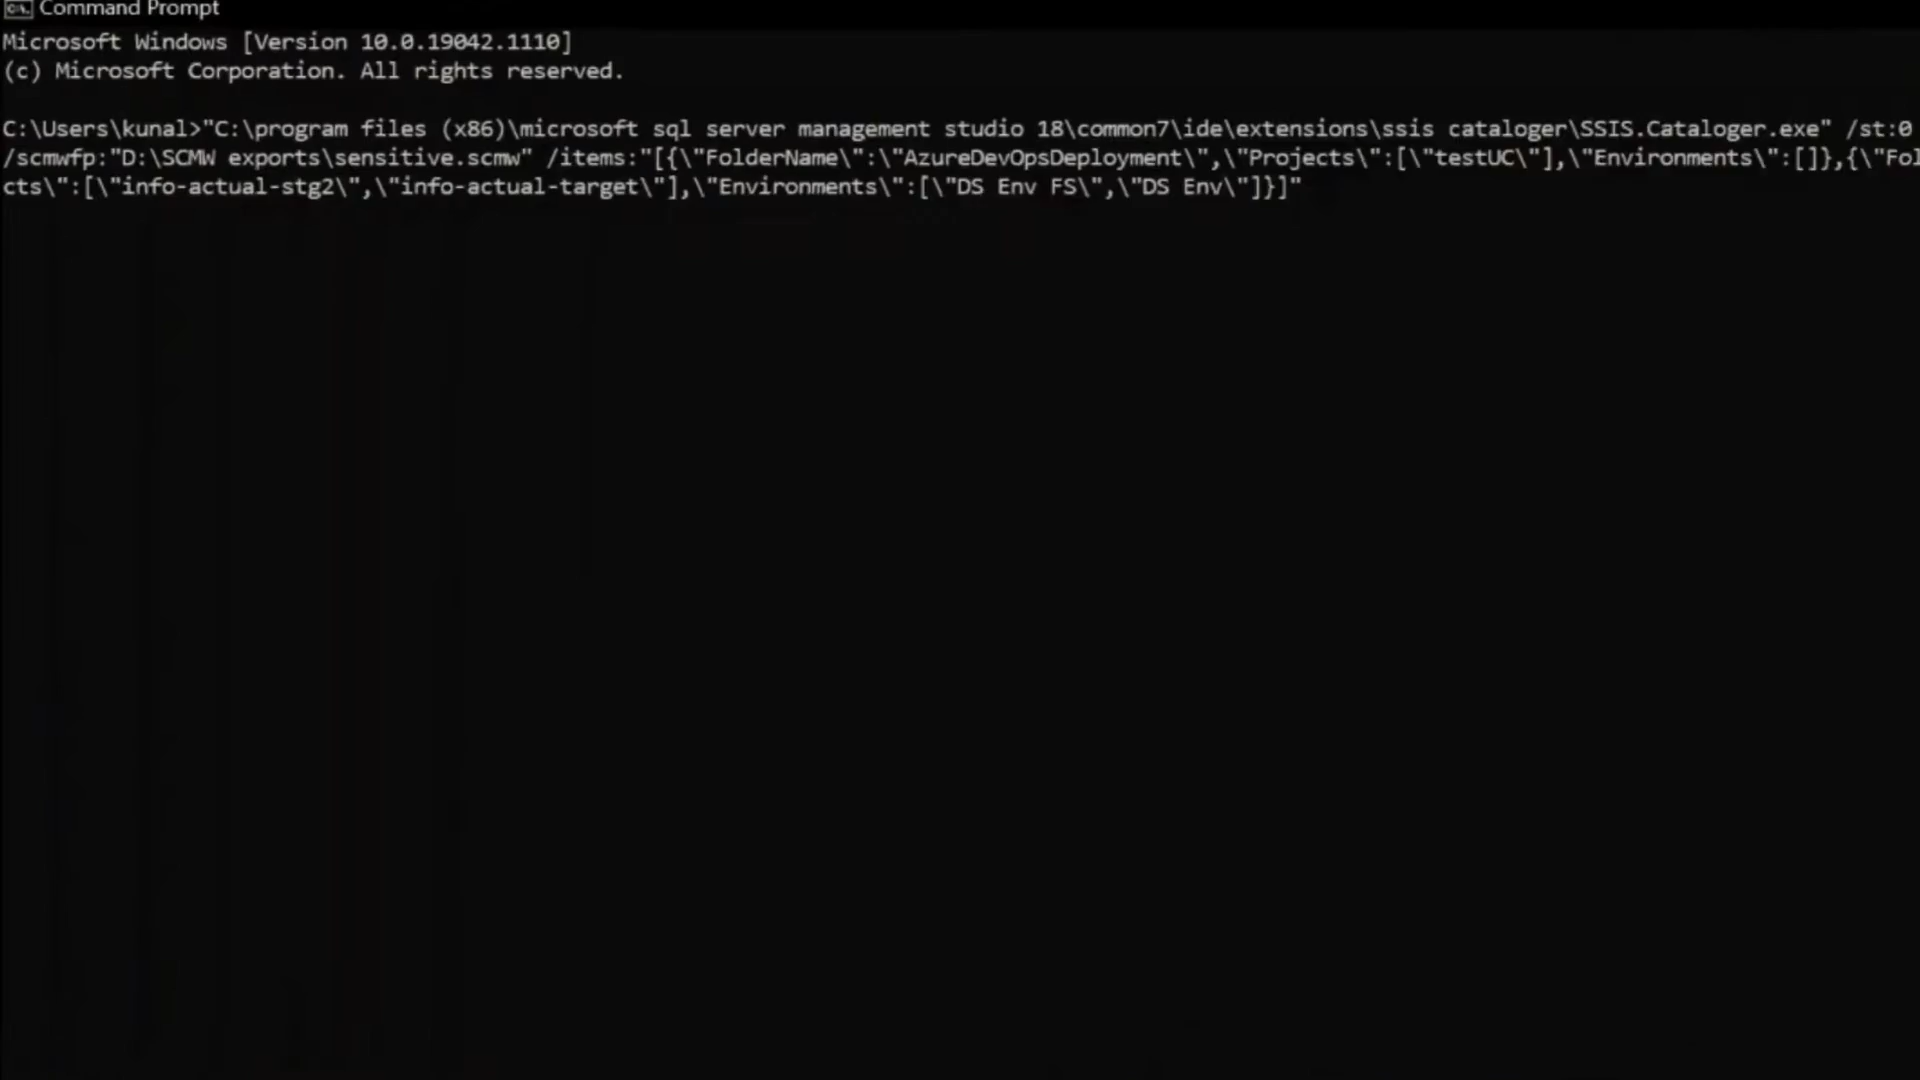 Command Prompt
Microsoft Windows [Version 10.0.19042.1110]
(c) Microsoft Corporation. All rights reserved.
C:\Users\kunal>"C:\program files (x86)\microsoft sql server management studio 18\common7\ide\extensions\ssis cataloger\SSIS.Cataloger.exe" /st:0
/scmwfp:"D:\SCMW exports\sensitive.scmw" /items:"[{\"FolderName\":\"AzureDevOpsDeployment\",\"Projects\":[\"testUC\"],\"Environments\":[]},{\"Fol
cts\":[\"info-actual-stg2\",\"info-actual-target\"],\"Environments\":[\"DS Env FS\",\"DS Env\"]}]"